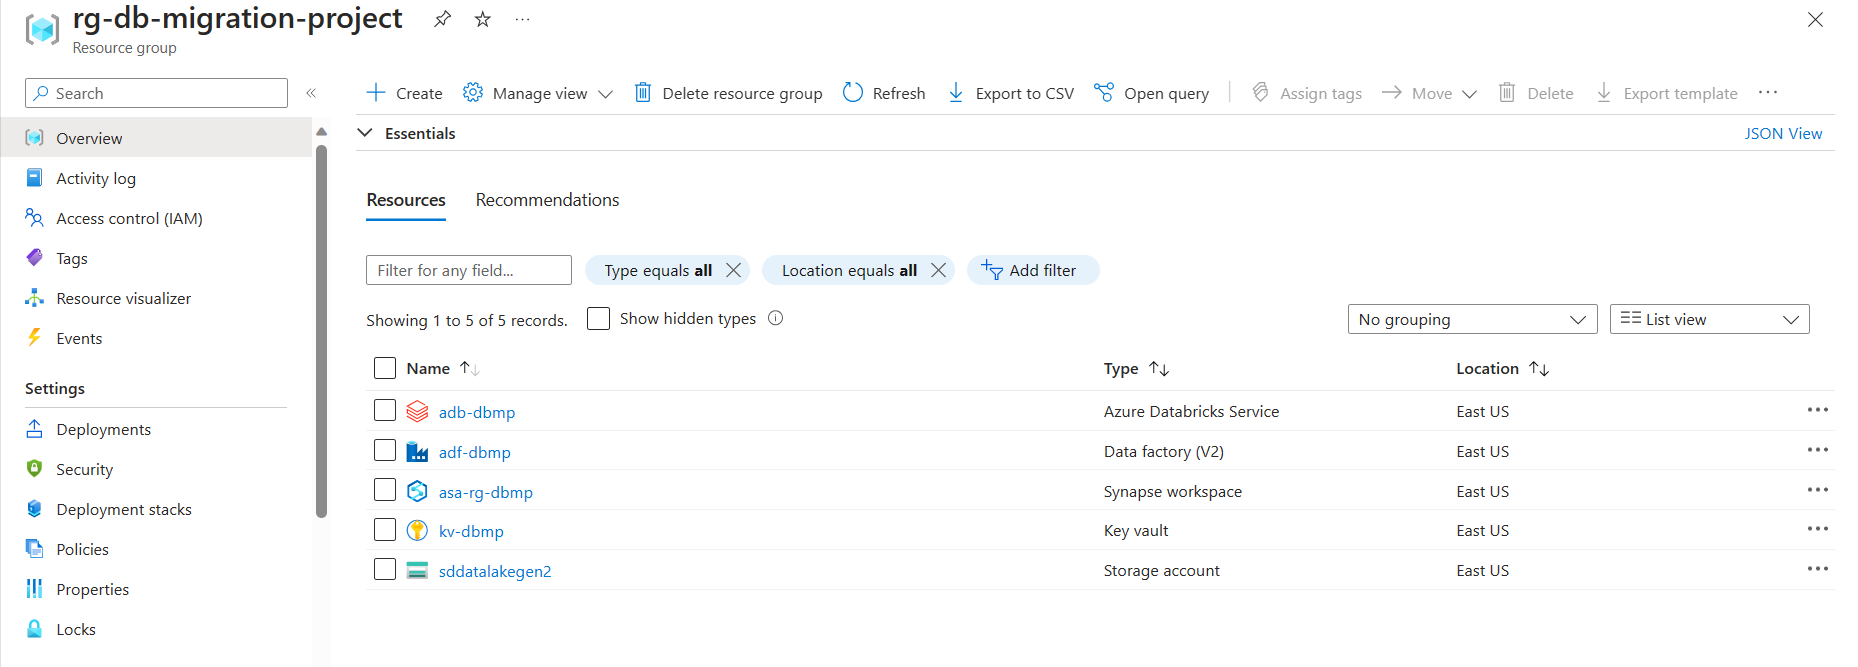 rg-db-migration-project
Resource group
Search
Overview
Activity log
Access control (IAM)
Tags
Resource visualizer
Events
Settings
Deployments
Security
Deployment stacks
Policies
Properties
Locks
Create Manage view Delete resource group Refresh Export to CSV Open query Assign tags Move Delete Export template
Essentials JSON View
Resources Recommendations
Filter for any field... Type equals all Location equals all Add filter
Showing 1 to 5 of 5 records. Show hidden types No grouping List view
Name Type Location
adb-dbmp Azure Databricks Service East US
adf-dbmp Data factory (V2) East US
asa-rg-dbmp Synapse workspace East US
kv-dbmp Key vault East US
sddatalakegen2 Storage account East US